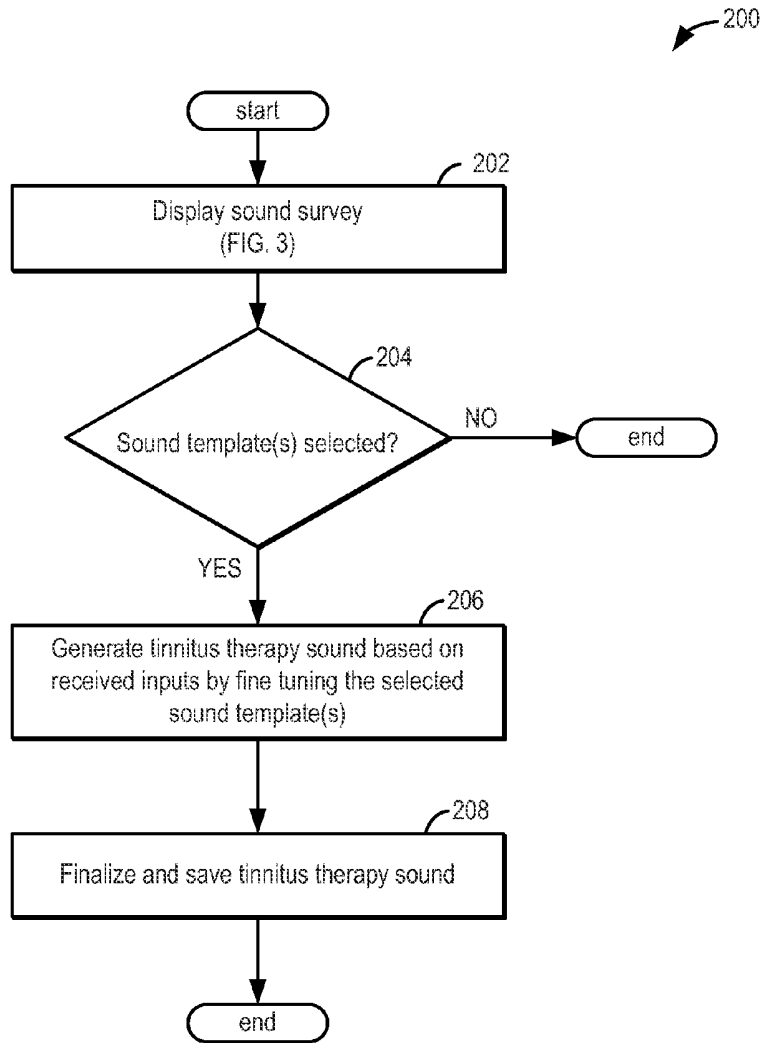 200
start
202
Display sound survey
(FIG. 3)
204
Sound template(s) selected?
NO
end
YES
206
Generate tinnitus therapy sound based on
received inputs by fine tuning the selected
sound template(s)
208
Finalize and save tinnitus therapy sound
end